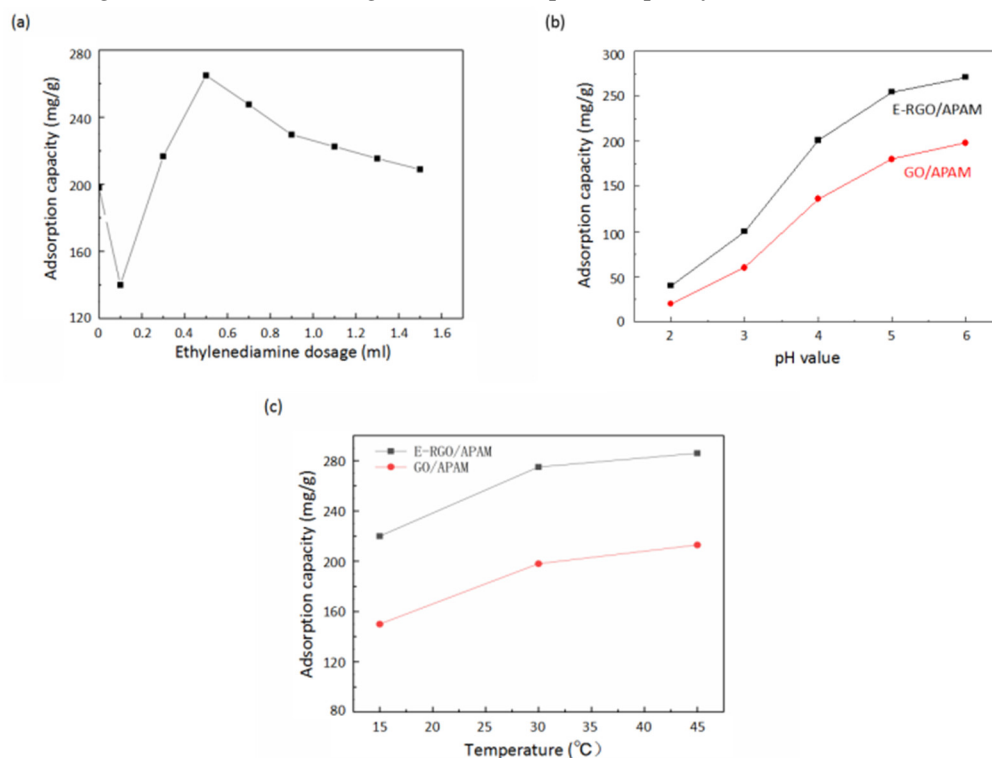 (a)
280
240
200
160
120
Adsorption capacity (mg/g)
0 0.2 0.4 0.6 0.8 1.0 1.2 1.4 1.6
Ethylenediamine dosage (ml)
(b)
300
250
200
150
100
50
0
Adsorption capacity (mg/g)
E-RGO/APAM
GO/APAM
2 3 4 5 6
pH value
(c)
E-RGO/APAM
GO/APAM
280
240
200
160
120
80
Adsorption capacity (mg/g)
15 20 25 30 35 40 45
Temperature (℃)